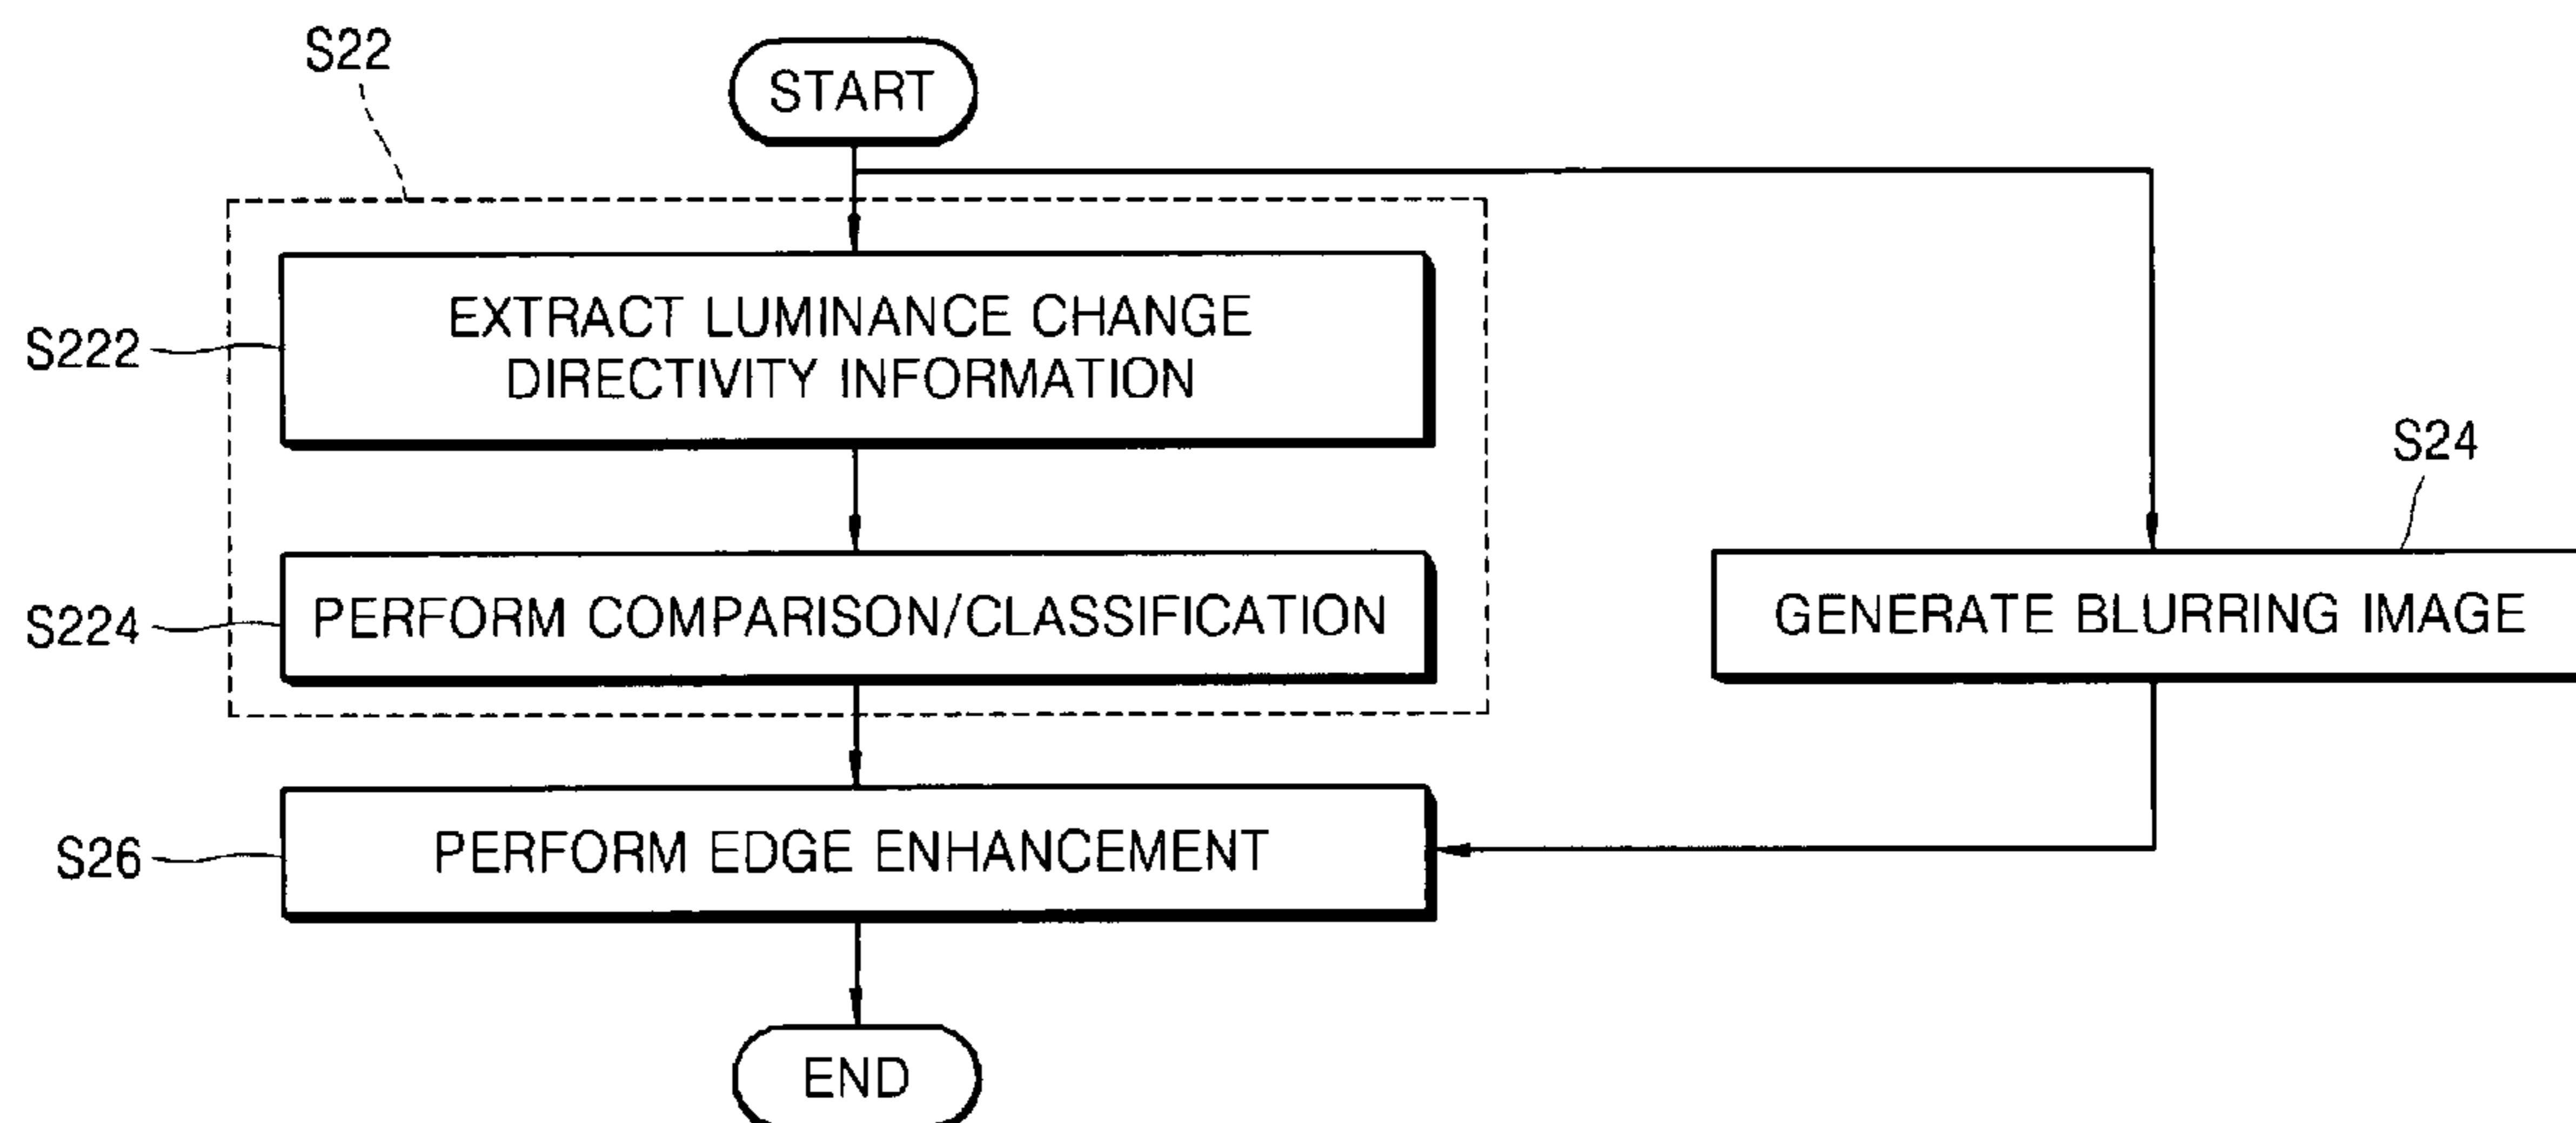 S22
START
S222
EXTRACT LUMINANCE CHANGE
DIRECTIVITY INFORMATION
S24
S224
PERFORM COMPARISON/CLASSIFICATION
GENERATE BLURRING IMAGE
S26
PERFORM EDGE ENHANCEMENT
END